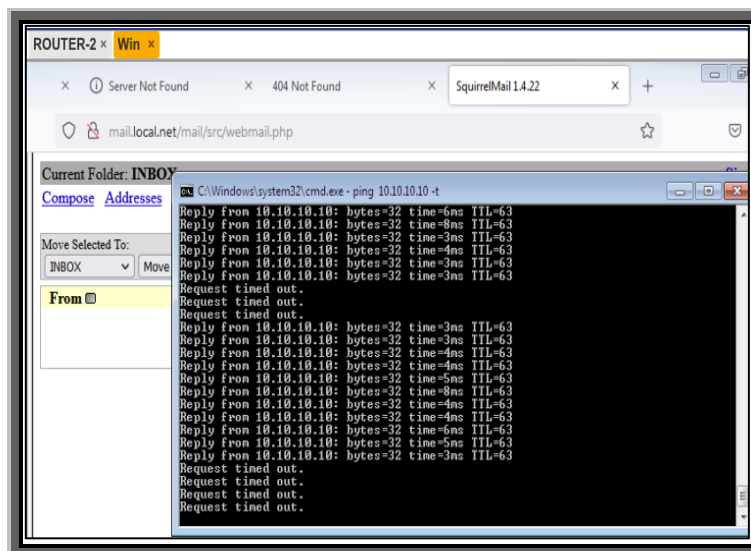 ROUTER-2 × Win ×
× Server Not Found × 404 Not Found × SquirrelMail 1.4.22 × +
mail.local.net/mail/src/webmail.php
Current Folder: INBOX
Compose Addresses
C:\Windows\system32\cmd.exe - ping 10.10.10.10 -t
Move Selected To:
INBOX Move
From
Reply from 10.10.10.10: bytes=32 time=6ms TTL=63
Reply from 10.10.10.10: bytes=32 time=8ms TTL=63
Reply from 10.10.10.10: bytes=32 time=3ms TTL=63
Reply from 10.10.10.10: bytes=32 time=4ms TTL=63
Reply from 10.10.10.10: bytes=32 time=3ms TTL=63
Reply from 10.10.10.10: bytes=32 time=3ms TTL=63
Request timed out.
Request timed out.
Request timed out.
Reply from 10.10.10.10: bytes=32 time=3ms TTL=63
Reply from 10.10.10.10: bytes=32 time=3ms TTL=63
Reply from 10.10.10.10: bytes=32 time=4ms TTL=63
Reply from 10.10.10.10: bytes=32 time=4ms TTL=63
Reply from 10.10.10.10: bytes=32 time=5ms TTL=63
Reply from 10.10.10.10: bytes=32 time=8ms TTL=63
Reply from 10.10.10.10: bytes=32 time=4ms TTL=63
Reply from 10.10.10.10: bytes=32 time=4ms TTL=63
Reply from 10.10.10.10: bytes=32 time=6ms TTL=63
Reply from 10.10.10.10: bytes=32 time=5ms TTL=63
Reply from 10.10.10.10: bytes=32 time=3ms TTL=63
Request timed out.
Request timed out.
Request timed out.
Request timed out.